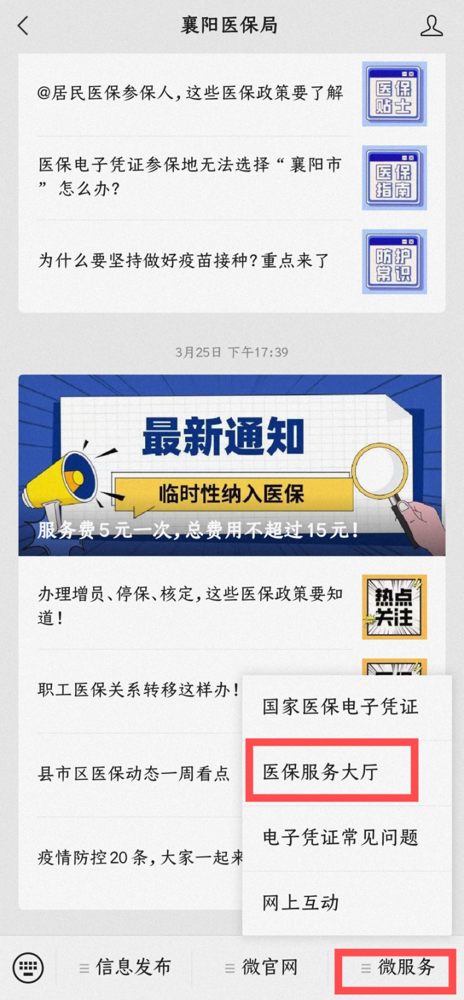 襄阳医保局
@居民医保参保人,这些医保政策要了解
医保
贴士
医保电子凭证参保地无法选择“襄阳市
”怎么办?
医保
指南
为什么要坚持做好疫苗接种?重点来了
防护
常识
3月25日 下午17:39
最新通知
临时性纳入医保
服务费5元一次,总费用不超过15元!
办理增员、停保、核定,这些医保政策要知
道!
热点
关注
职工医保关系转移这样办!
国家医保电子凭证
县市区医保动态一周看点
医保服务大厅
电子凭证常见问题
疫情防控20条,大家一起来
网上互动
信息发布
微官网
微服务